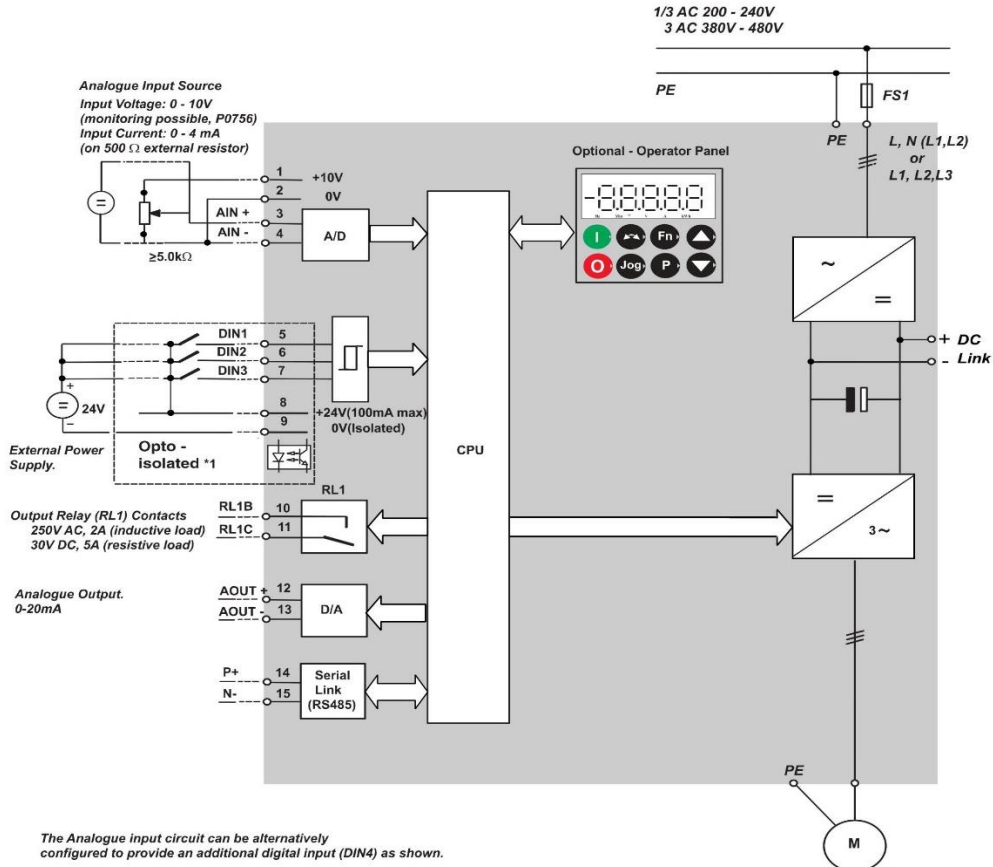 1/3 AC 200 - 240V
3 AC 380V - 480V
PE
FS1
Analogue Input Source
Input Voltage: 0 - 10V
(monitoring possible, P0756)
Input Current: 0 - 4 mA
(on 500 Ω external resistor)
PE
L, N (L1,L2)
or
L1, L2,L3
Optional - Operator Panel
1
+10V
2
0V
AIN +
3
AIN -
4
A/D
≥5.0kΩ
Fn
Jog
P
DIN1
5
DIN2
6
DIN3
7
+
24V
–
8
+24V(100mA max)
9
0V(Isolated)
External Power
Supply.
Opto -
isolated *1
CPU
+ DC
- Link
~
=
RL1
Output Relay (RL1) Contacts
250V AC, 2A (inductive load)
30V DC, 5A (resistive load)
RL1B
10
RL1C
11
=
3 ~
Analogue Output.
0-20mA
AOUT +
12
AOUT -
13
D/A
P+
14
N-
15
Serial
Link
(RS485)
PE
M
The Analogue input circuit can be alternatively
configured to provide an additional digital input (DIN4) as shown.